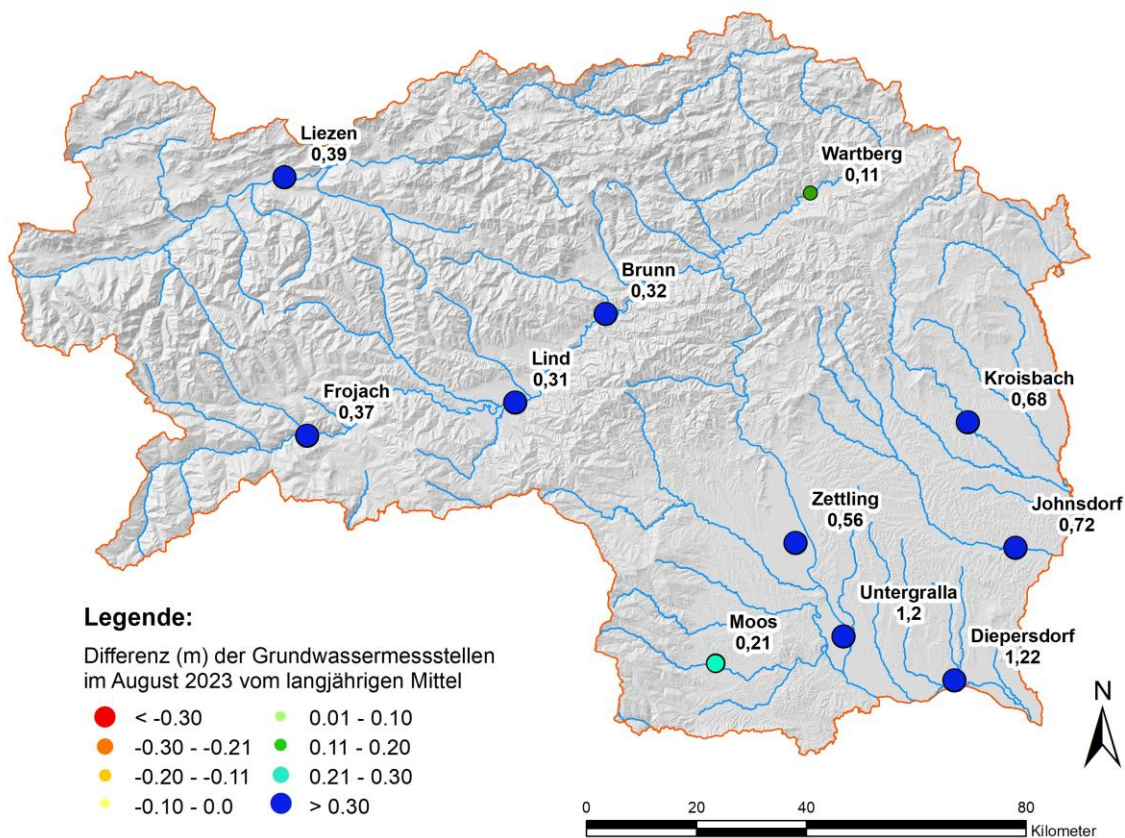 Liezen
0,39
Wartberg
0,11
Brunn
0,32
Lind
0,31
Frojach
0,37
Kroisbach
0,68
Zettling
0,56
Johnsdorf
0,72
Untergralla
1,2
Moos
0,21
Diepersdorf
1,22
Legende:
Differenz (m) der Grundwassermessstellen
im August 2023 vom langjährigen Mittel
< -0.30
-0.30 - -0.21
-0.20 - -0.11
-0.10 - 0.0
0.01 - 0.10
0.11 - 0.20
0.21 - 0.30
> 0.30
N
0 20 40 80
Kilometer